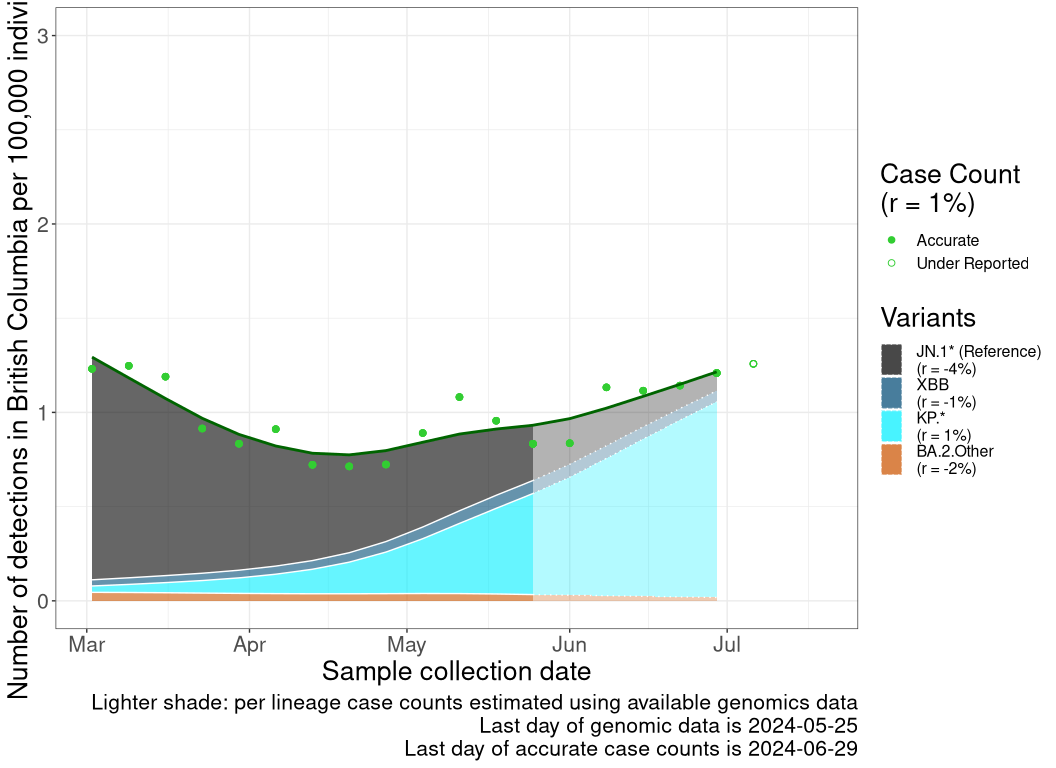 Number of detections in British Columbia per 100,000
3
2
1
0
Mar
Apr
May
Jun
Jul
Sample collection date
Lighter shade: per lineage case counts estimated using available genomics data
Last day of genomic data is 2024-05-25
Last day of accurate case counts is 2024-06-29
Case Count
(r = 1%)
Accurate
Under Reported
Variants
JN.1* (Reference)
(r = -4%)
XBB
(r = -1%)
KP.*
(r = 1%)
BA.2.Other
(r = -2%)